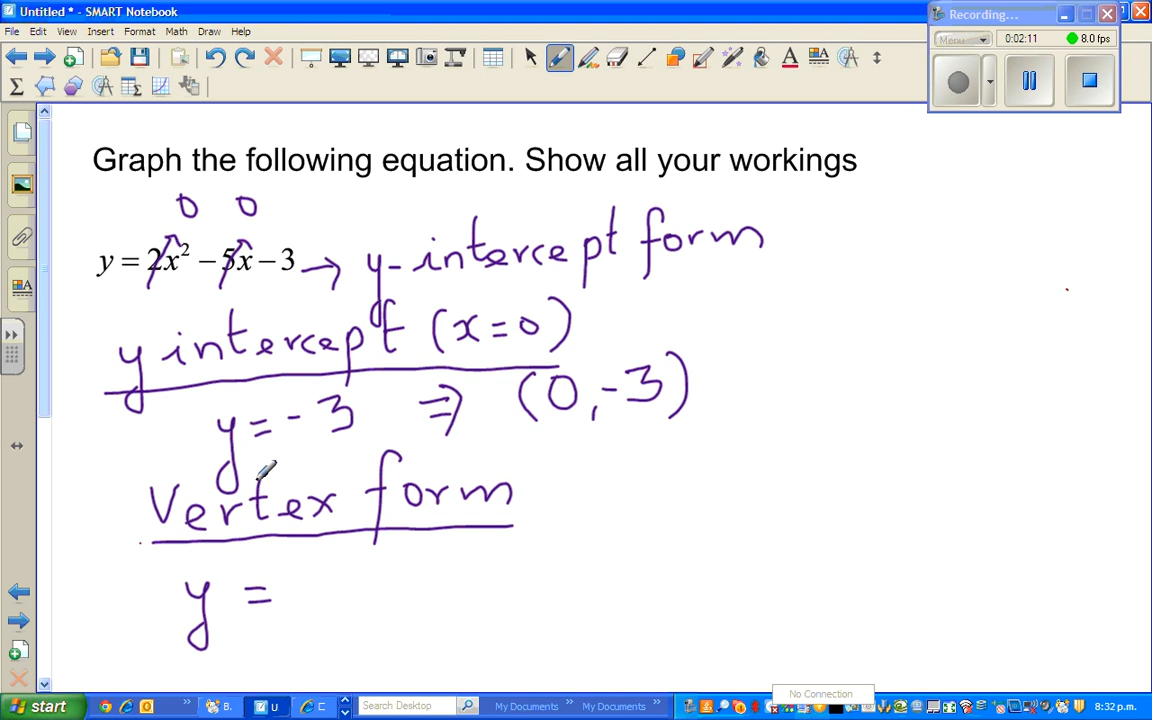 Untitled * - SMART Notebook
Recording...
File Edit View Insert Format Math Draw Help
Menu
0:02:11
8.0 fps
Graph the following equation. Show all your workings
0 0
y = 2x² – 5x – 3 → y-intercept form
y intercept (x = 0)
y = - 3 ⇒ (0, -3)
Vertex form
y =
No Connection
start
B.
U
C
Search Desktop
My Documents
My Documents
8:32 p.m.